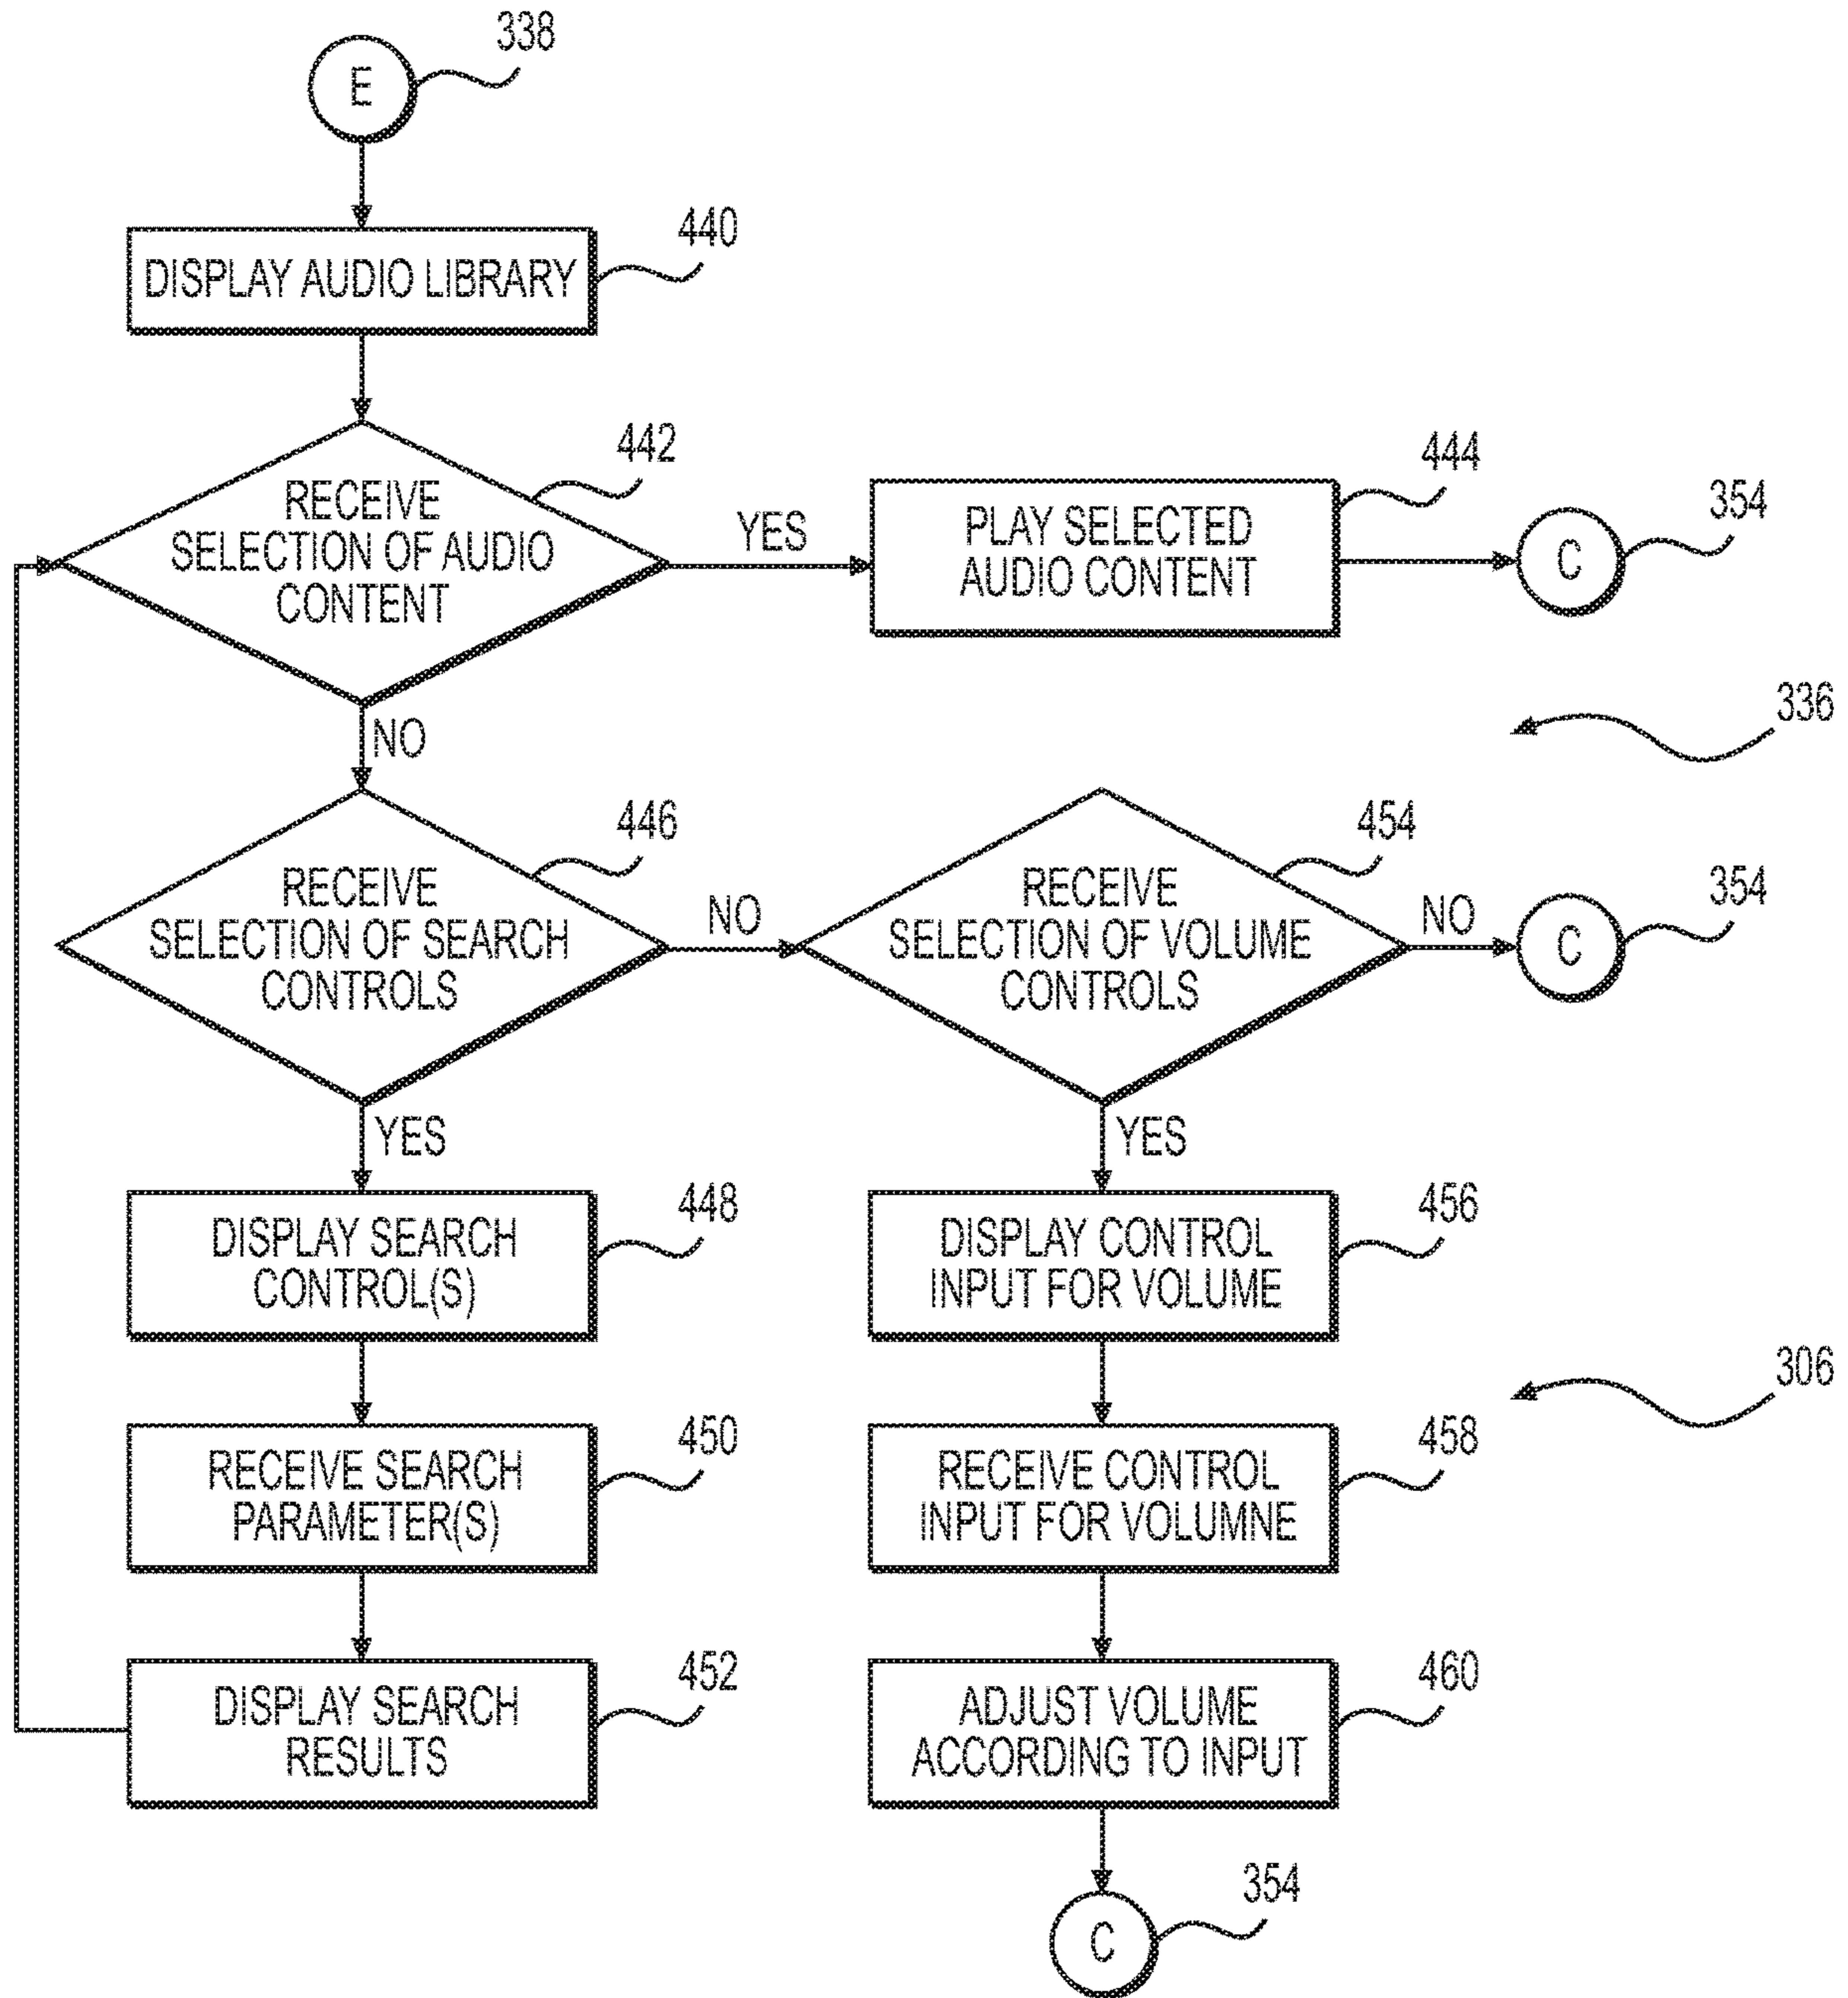 338
E
440
DISPLAY AUDIO LIBRARY
442
RECEIVE
SELECTION OF AUDIO
CONTENT
YES
444
PLAY SELECTED
AUDIO CONTENT
354
C
NO
336
446
RECEIVE
SELECTION OF SEARCH
CONTROLS
NO
454
RECEIVE
SELECTION OF VOLUME
CONTROLS
NO
354
C
YES
YES
448
DISPLAY SEARCH
CONTROL(S)
456
DISPLAY CONTROL
INPUT FOR VOLUME
306
450
RECEIVE SEARCH
PARAMETER(S)
458
RECEIVE CONTROL
INPUT FOR VOLUMNE
452
DISPLAY SEARCH
RESULTS
460
ADJUST VOLUME
ACCORDING TO INPUT
354
C